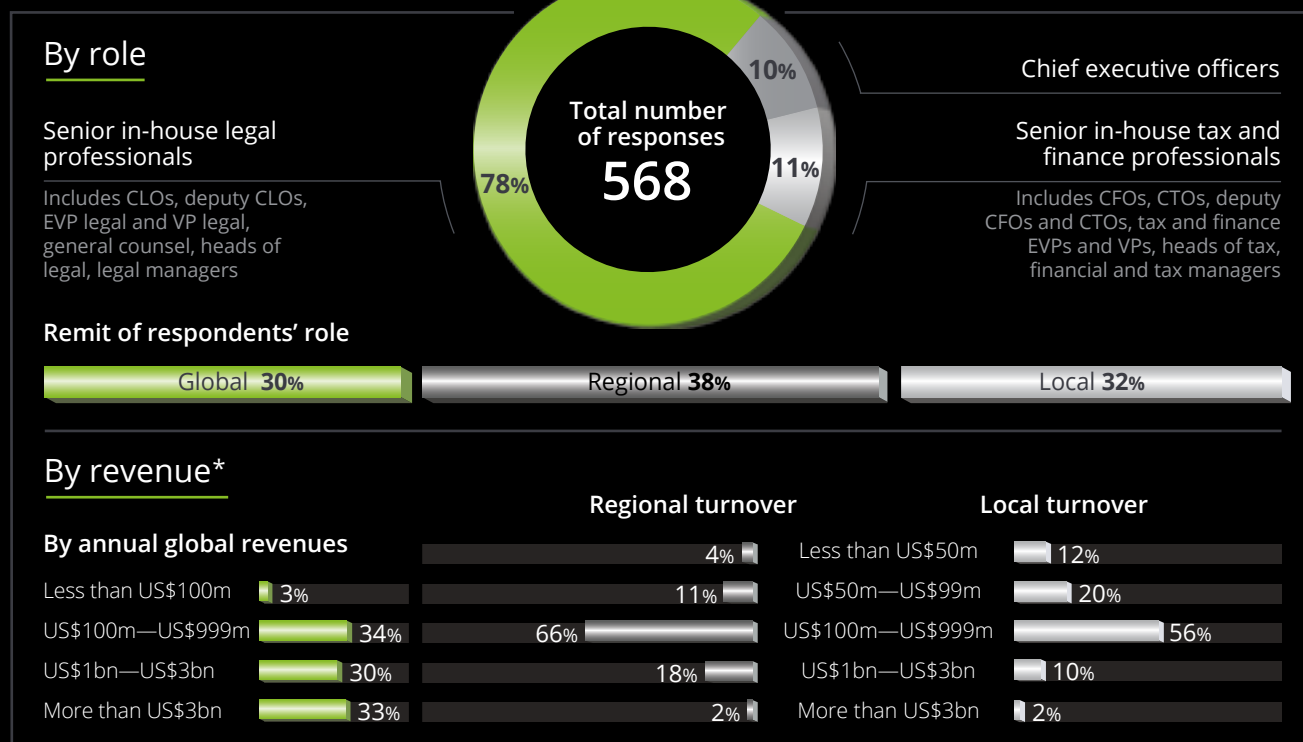 By role
Senior in-house legal
professionals
Includes CLOs, deputy CLOs,
EVP legal and VP legal,
general counsel, heads of
legal, legal managers
78%
Total number
of responses
568
10%
11%
Chief executive officers
Senior in-house tax and
finance professionals
Includes CFOs, CTOs, deputy
CFOs and CTOs, tax and finance
EVPs and VPs, heads of tax,
financial and tax managers
Remit of respondents’ role
Global 30%
Regional 38%
Local 32%
By revenue*
By annual global revenues
Less than US$100m 3%
US$100m—US$999m 34%
US$1bn—US$3bn 30%
More than US$3bn 33%
Regional turnover
Local turnover
4% Less than US$50m 12%
11% US$50m—US$99m 20%
66% US$100m—US$999m 56%
18% US$1bn—US$3bn 10%
2% More than US$3bn 2%